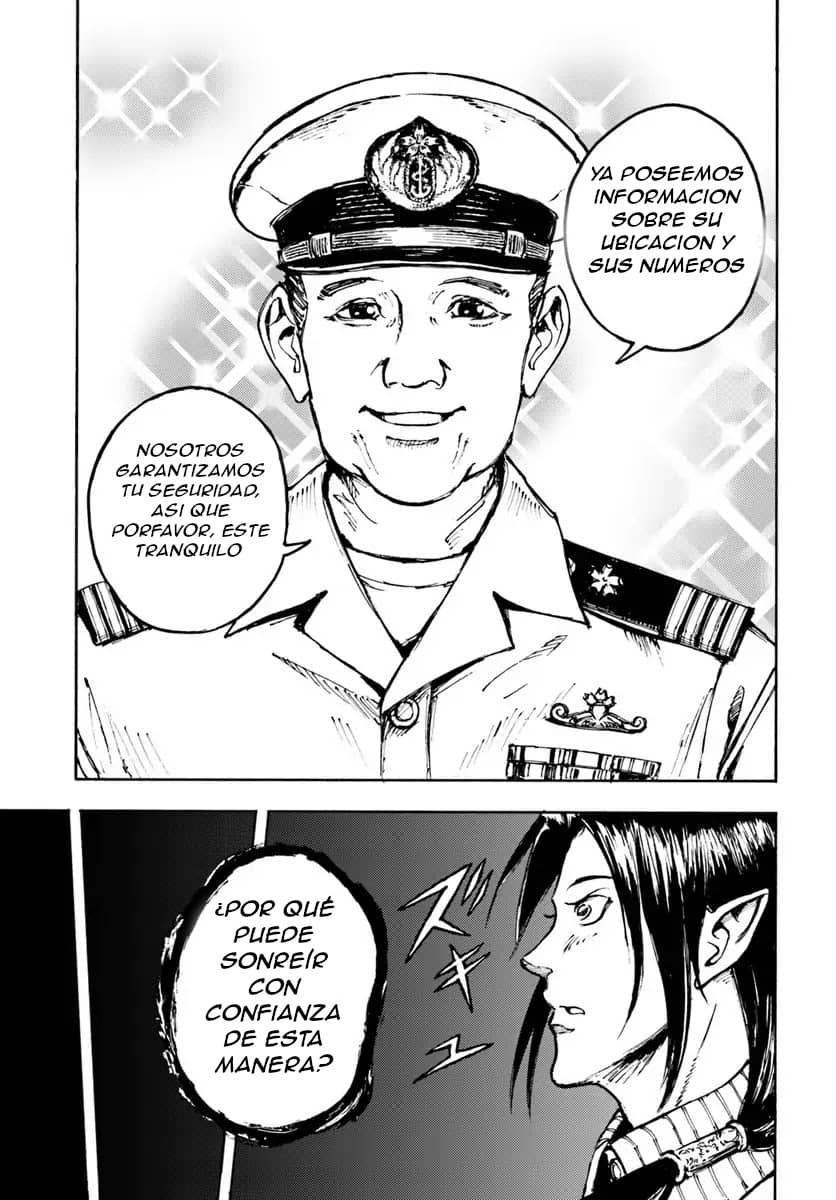 YA POSEEMOS
INFORMACION
SOBRE SU
UBICACION Y
SUS NUMEROS
NOSOTROS
GARANTIZAMOS
TU SEGURIDAD,
ASI QUE
PORFAVOR, ESTE
TRANQUILO
¿POR QUÉ
PUEDE
SONREÍR
CON
CONFIANZA
DE ESTA
MANERA?
ズズュ